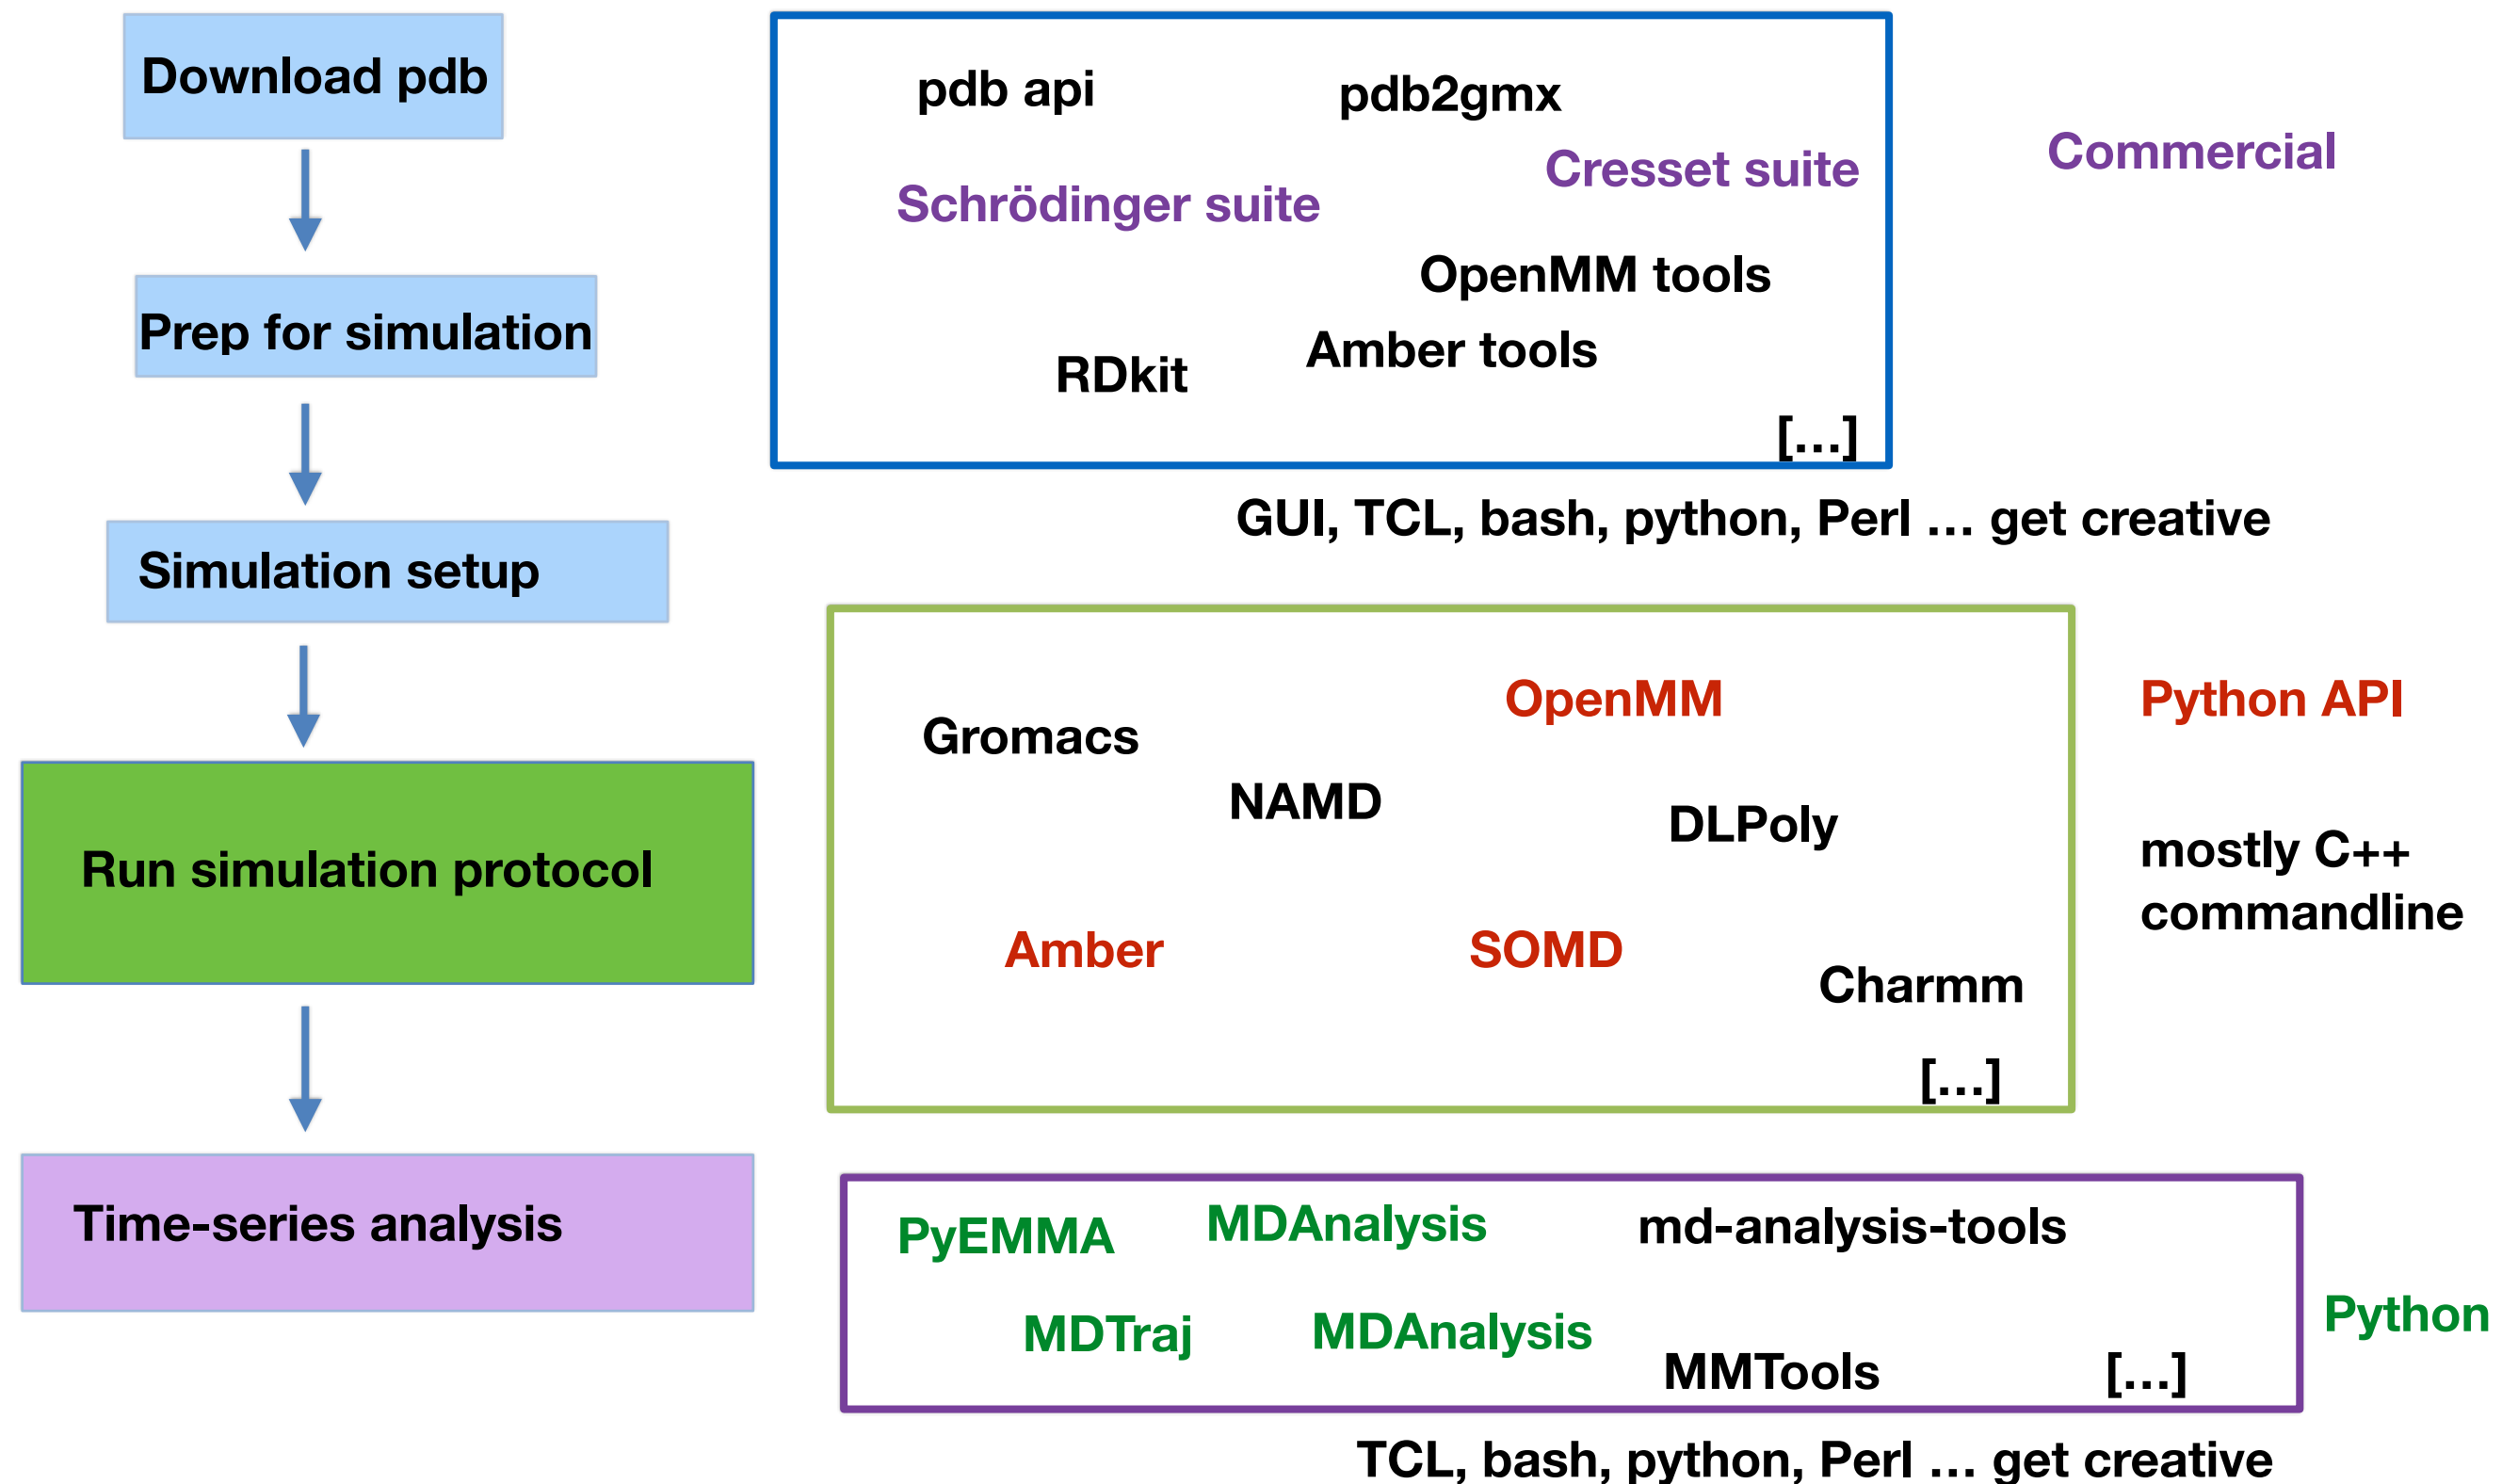 Download pdb
Prep for simulation
Simulation setup
Run simulation protocol
Time-series analysis
pdb api
pdb2gmx
Cresset suite
Schrödinger suite
OpenMM tools
Amber tools
RDkit
[...]
Commercial
GUI, TCL, bash, python, Perl ... get creative
OpenMM
Gromacs
NAMD
DLPoly
Amber
SOMD
Charmm
[...]
Python API
mostly C++
commandline
PyEMMA
MDAnalysis
md-analysis-tools
MDTraj
MDAnalysis
MMTools
[...]
Python
TCL, bash, python, Perl ... get creative